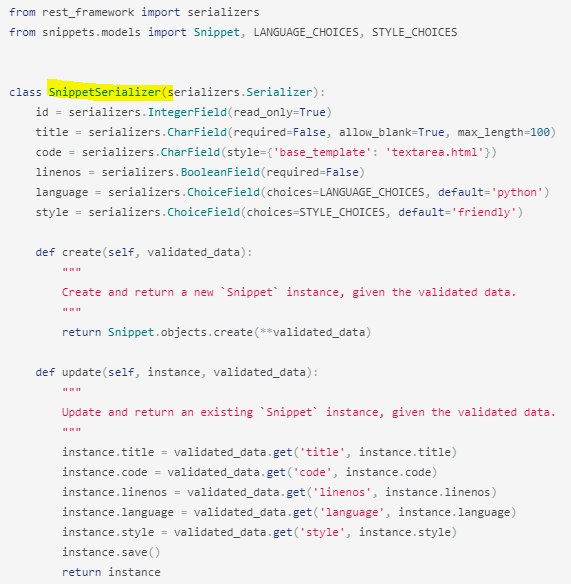 from rest_framework import serializers
from snippets.models import Snippet, LANGUAGE_CHOICES, STYLE_CHOICES


class SnippetSerializer(serializers.Serializer):
    id = serializers.IntegerField(read_only=True)
    title = serializers.CharField(required=False, allow_blank=True, max_length=100)
    code = serializers.CharField(style={'base_template': 'textarea.html'})
    linenos = serializers.BooleanField(required=False)
    language = serializers.ChoiceField(choices=LANGUAGE_CHOICES, default='python')
    style = serializers.ChoiceField(choices=STYLE_CHOICES, default='friendly')

    def create(self, validated_data):
        """
        Create and return a new `Snippet` instance, given the validated data.
        """
        return Snippet.objects.create(**validated_data)

    def update(self, instance, validated_data):
        """
        Update and return an existing `Snippet` instance, given the validated data.
        """
        instance.title = validated_data.get('title', instance.title)
        instance.code = validated_data.get('code', instance.code)
        instance.linenos = validated_data.get('linenos', instance.linenos)
        instance.language = validated_data.get('language', instance.language)
        instance.style = validated_data.get('style', instance.style)
        instance.save()
        return instance